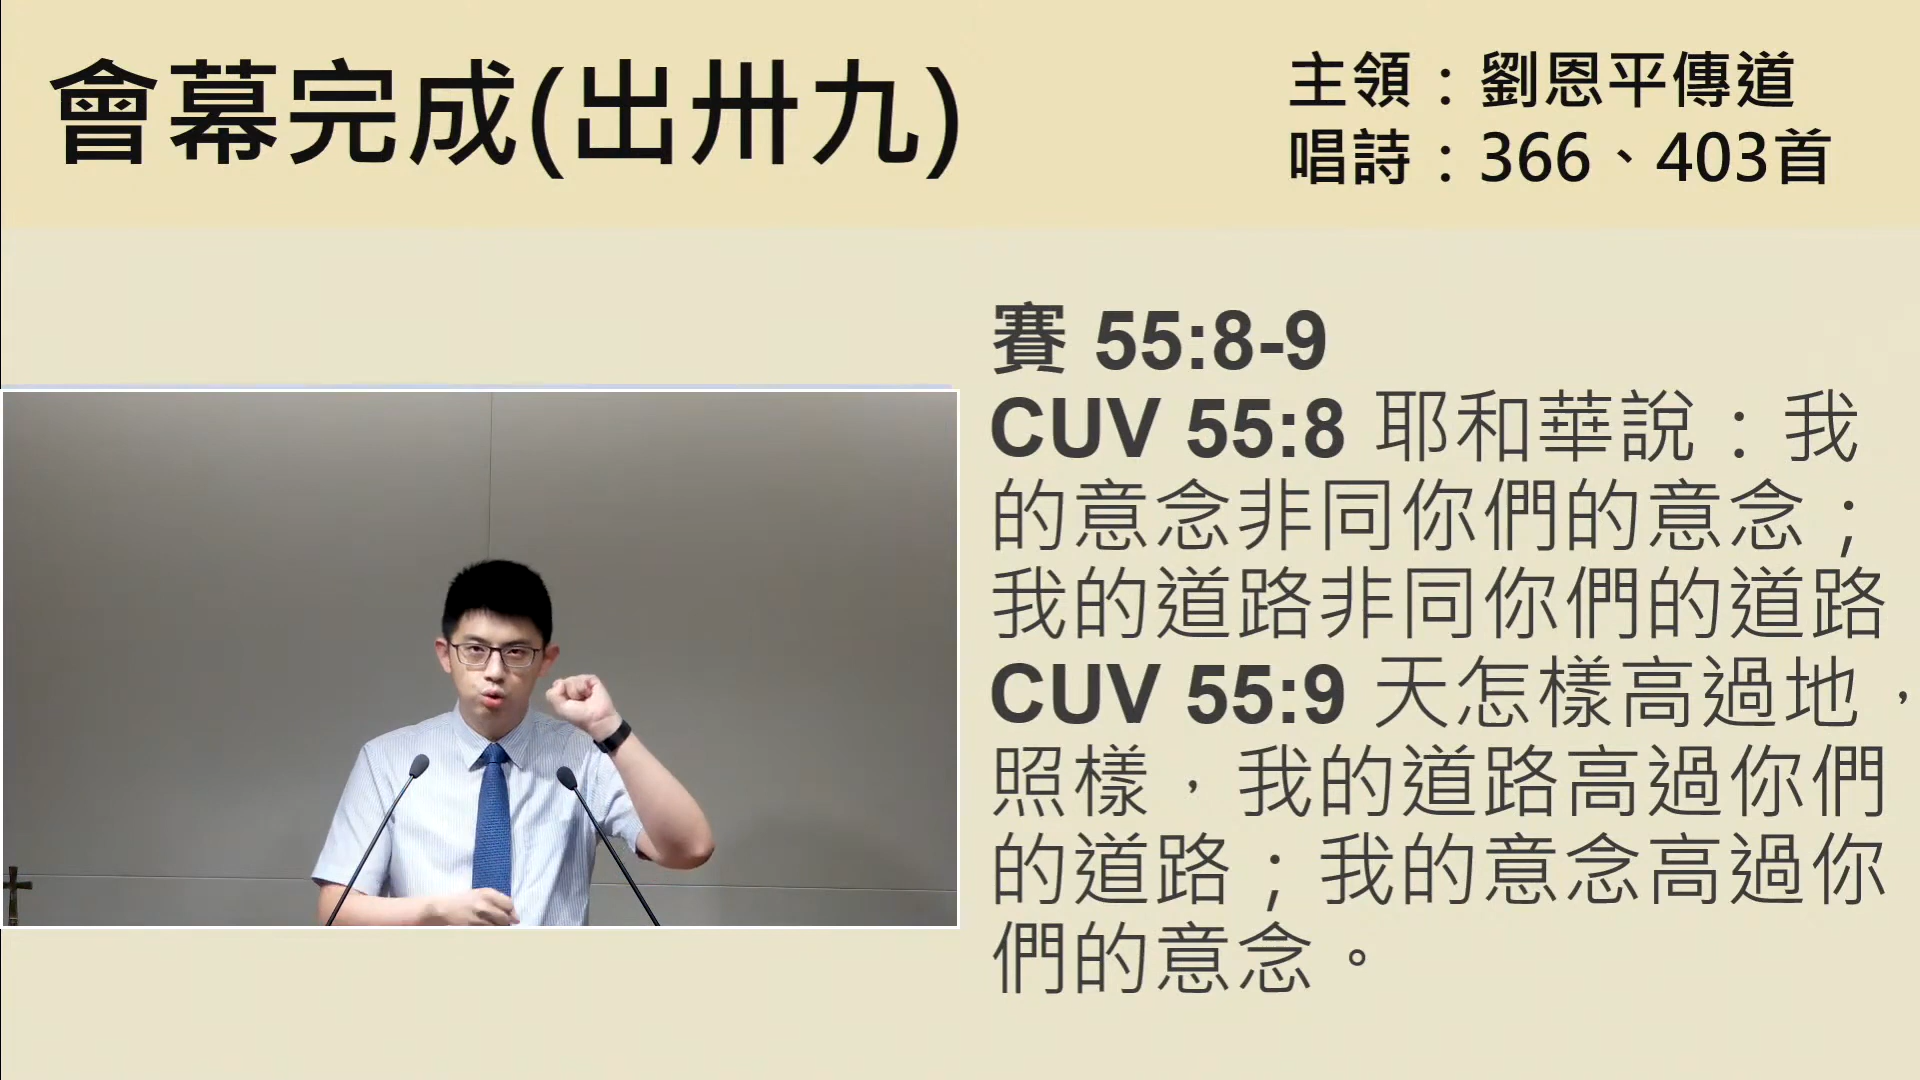 會幕完成(出卅九)
主領：劉恩平傳道
唱詩：366、403首
賽 55:8-9
CUV 55:8 耶和華說：我
的意念非同你們的意念；
我的道路非同你們的道路
CUV 55:9 天怎樣高過地，
照樣，我的道路高過你們
的道路；我的意念高過你
們的意念。